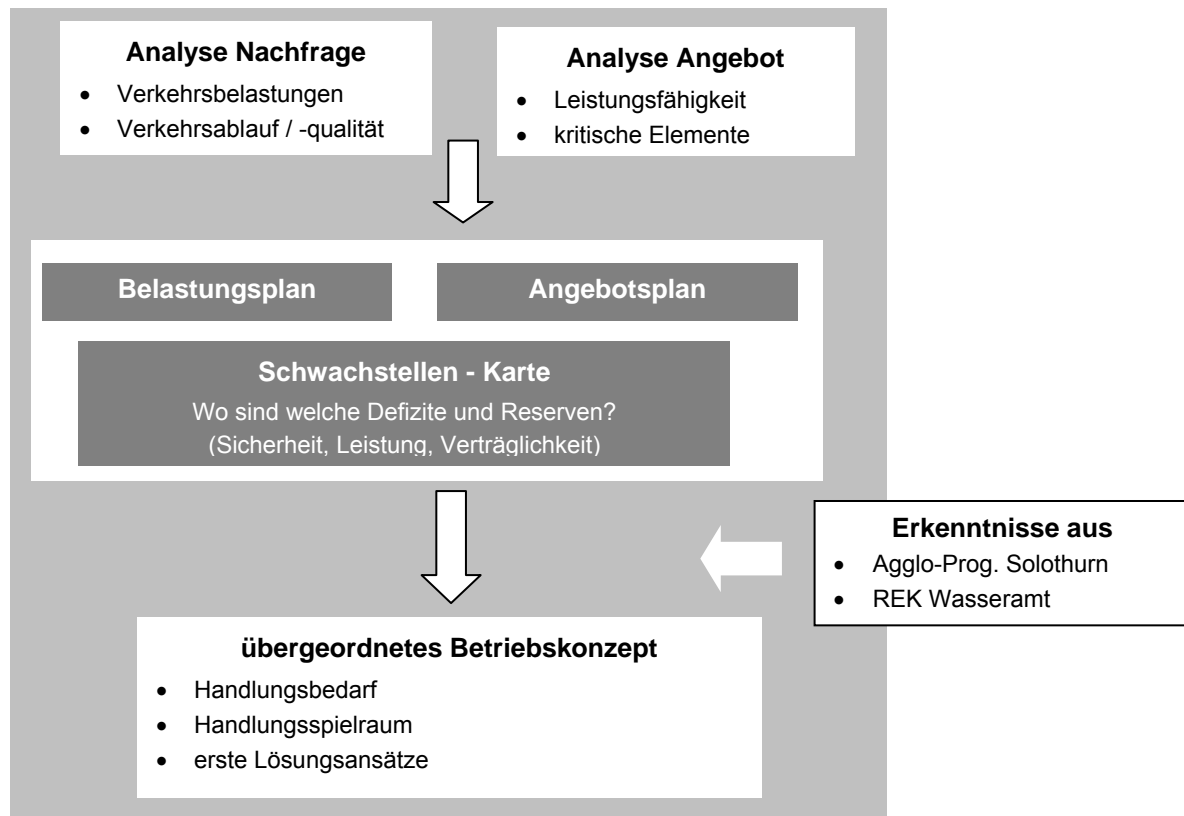 Analyse Nachfrage
• Verkehrsbelastungen
• Verkehrsablauf / -qualität
Analyse Angebot
• Leistungsfähigkeit
• kritische Elemente
Belastungsplan
Angebotsplan
Schwachstellen - Karte
Wo sind welche Defizite und Reserven?
(Sicherheit, Leistung, Verträglichkeit)
Erkenntnisse aus
• Agglo-Prog. Solothurn
• REK Wasseramt
übergeordnetes Betriebskonzept
• Handlungsbedarf
• Handlungsspielraum
• erste Lösungsansätze